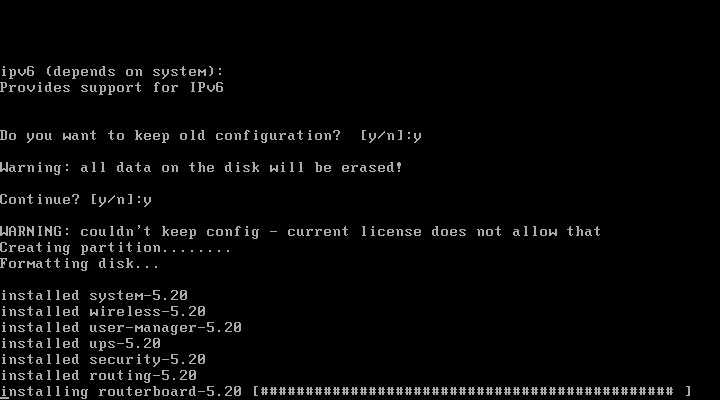 ipv6 (depends on system):
Provides support for IPv6
Do you want to keep old configuration?  [y/n]:y
Warning: all data on the disk will be erased!
Continue? [y/n]:y
WARNING: couldn't keep config - current license does not allow that
Creating partition........
Formatting disk...
installed system-5.20
installed wireless-5.20
installed user-manager-5.20
installed ups-5.20
installed security-5.20
installed routing-5.20
installing routerboard-5.20 [############################################## ]